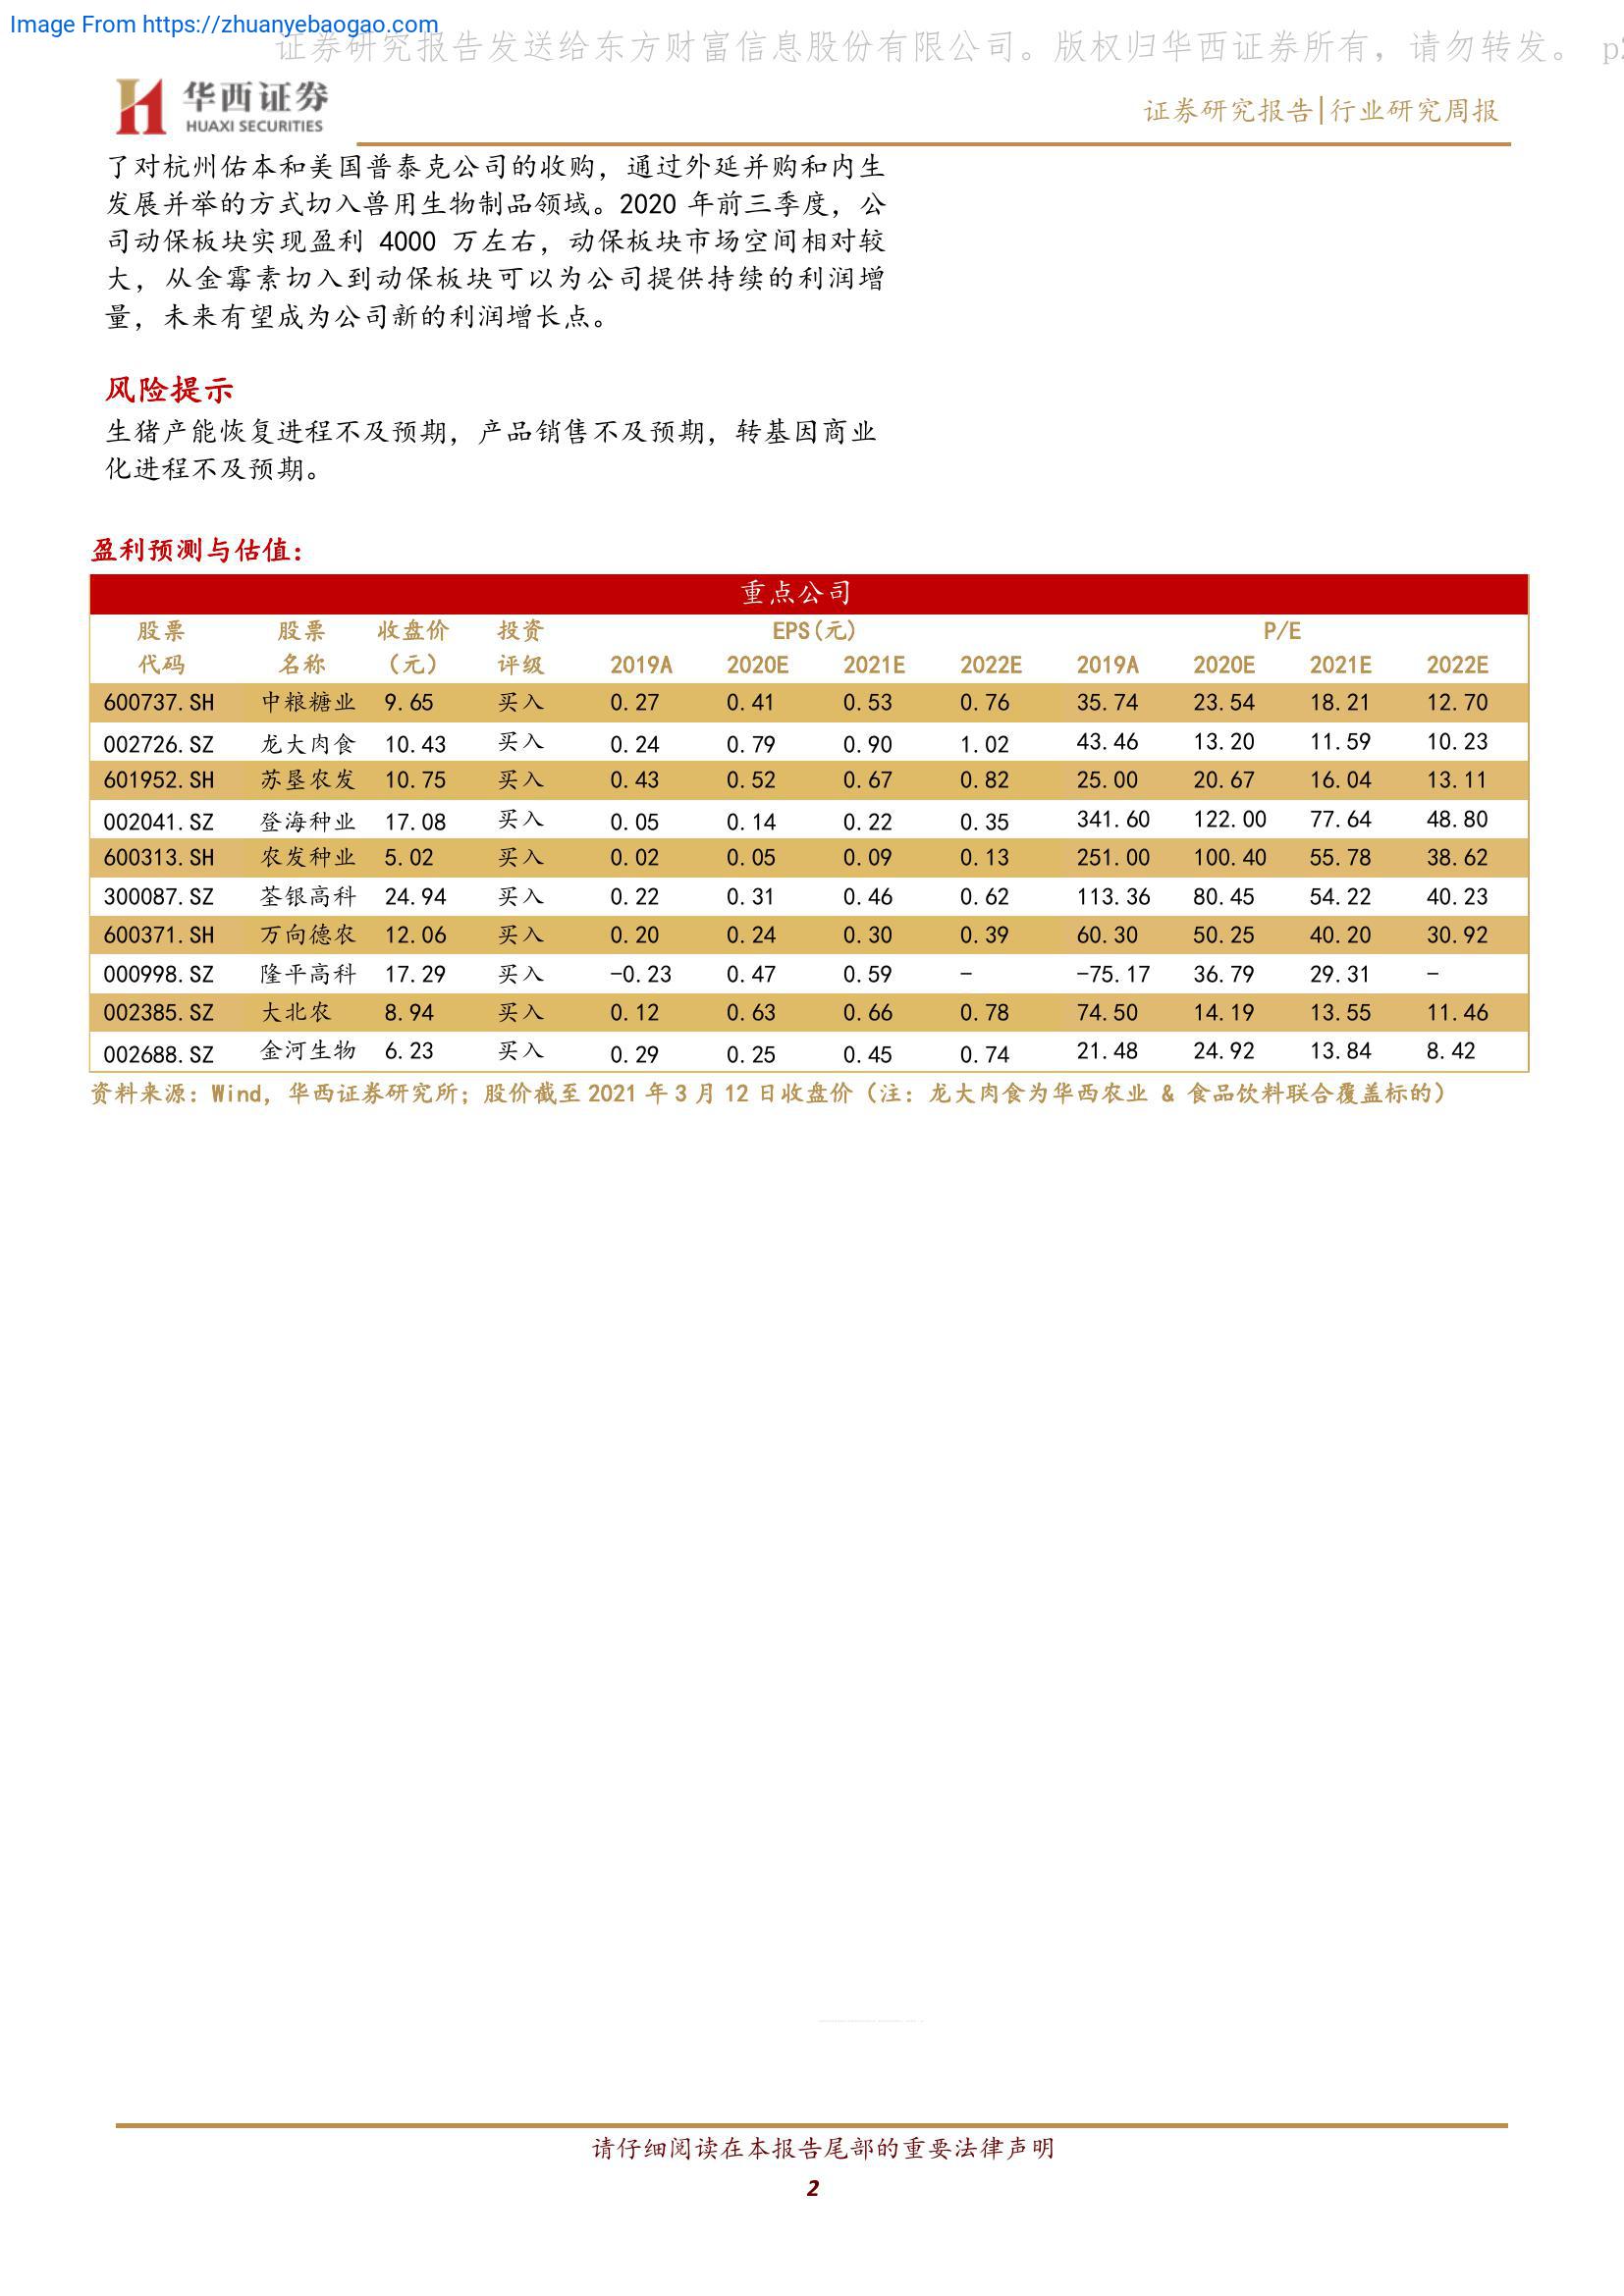 Image From https://zhuanyebaogao.com
证券研究报告发送给东方财富信息股份有限公司。版权归华西证券所有，请勿转发。 p2
华西证券
HUAXI SECURITIES
证券研究报告|行业研究周报
了对杭州佑本和美国普泰克公司的收购，通过外延并购和内生
发展并举的方式切入兽用生物制品领域。2020 年前三季度，公
司动保板块实现盈利 4000 万左右，动保板块市场空间相对较
大，从金霉素切入到动保板块可以为公司提供持续的利润增
量，未来有望成为公司新的利润增长点。
风险提示
生猪产能恢复进程不及预期，产品销售不及预期，转基因商业
化进程不及预期。
盈利预测与估值：
重点公司
股票 股票 收盘价 投资 EPS(元) P/E
代码 名称 （元） 评级 2019A 2020E 2021E 2022E 2019A 2020E 2021E 2022E
600737.SH 中粮糖业 9.65 买入 0.27 0.41 0.53 0.76 35.74 23.54 18.21 12.70
002726.SZ 龙大肉食 10.43 买入 0.24 0.79 0.90 1.02 43.46 13.20 11.59 10.23
601952.SH 苏垦农发 10.75 买入 0.43 0.52 0.67 0.82 25.00 20.67 16.04 13.11
002041.SZ 登海种业 17.08 买入 0.05 0.14 0.22 0.35 341.60 122.00 77.64 48.80
600313.SH 农发种业 5.02 买入 0.02 0.05 0.09 0.13 251.00 100.40 55.78 38.62
300087.SZ 荃银高科 24.94 买入 0.22 0.31 0.46 0.62 113.36 80.45 54.22 40.23
600371.SH 万向德农 12.06 买入 0.20 0.24 0.30 0.39 60.30 50.25 40.20 30.92
000998.SZ 隆平高科 17.29 买入 -0.23 0.47 0.59 - -75.17 36.79 29.31 -
002385.SZ 大北农 8.94 买入 0.12 0.63 0.66 0.78 74.50 14.19 13.55 11.46
002688.SZ 金河生物 6.23 买入 0.29 0.25 0.45 0.74 21.48 24.92 13.84 8.42
资料来源：Wind，华西证券研究所；股价截至 2021 年 3 月 12 日收盘价（注：龙大肉食为华西农业 & 食品饮料联合覆盖标的）
请仔细阅读在本报告尾部的重要法律声明
2